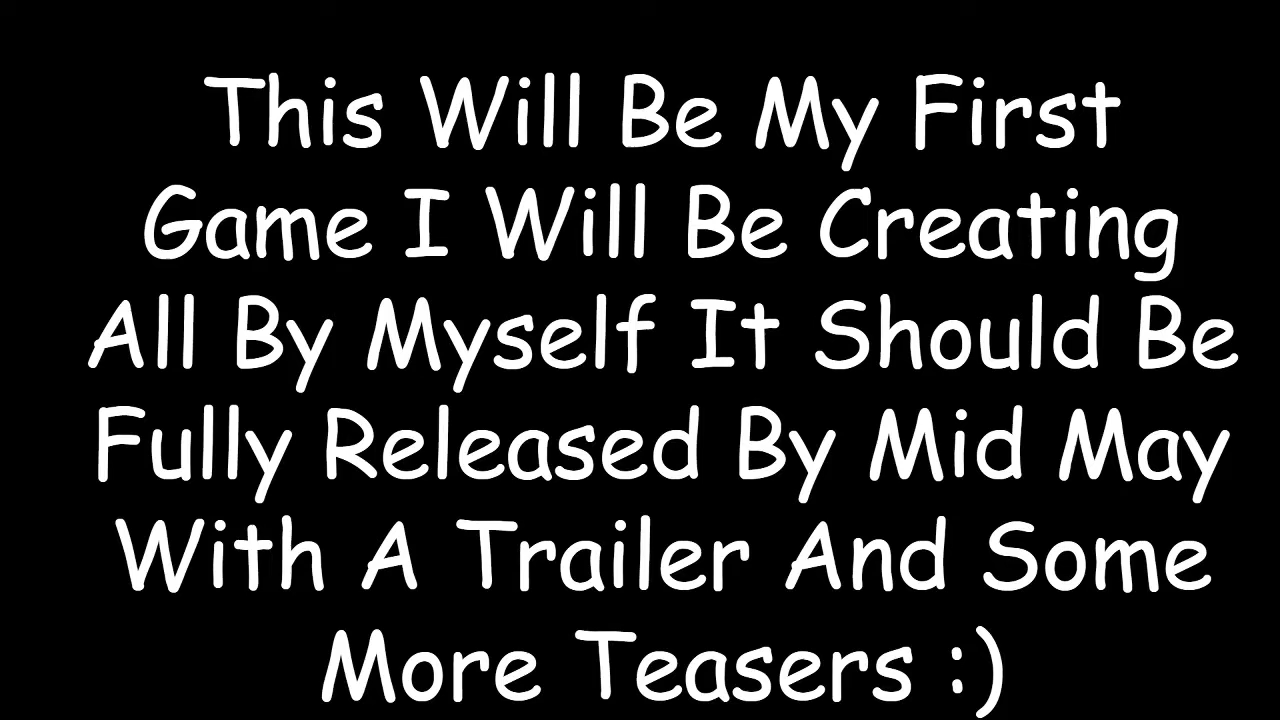 This Will Be My First
Game I Will Be Creating
All By Myself It Should Be
Fully Released By Mid May
With A Trailer And Some
More Teasers :)